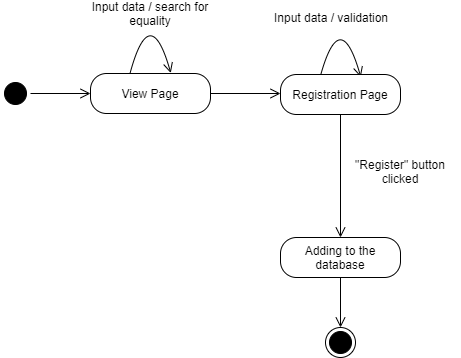 Input data / search for
equality
Input data / validation
View Page
Registration Page
"Register" button
clicked
Adding to the
database